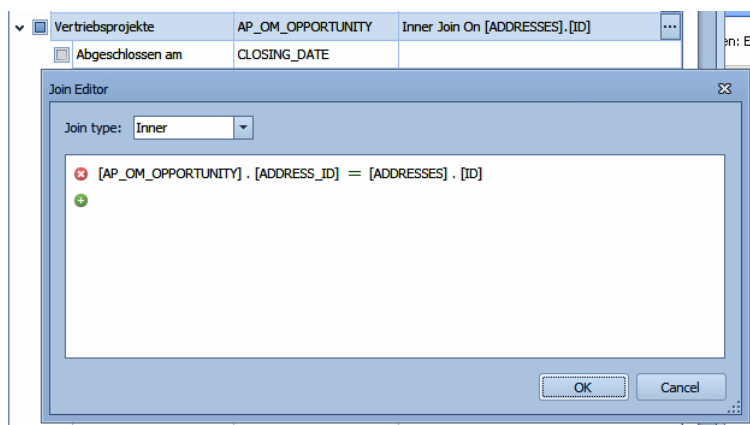 Vertriebsprojekte AP_OM_OPPORTUNITY Inner Join On [ADDRESSES].[ID] ...
en: E
Abgeschlossen am CLOSING_DATE
Join Editor
Join type: Inner
[AP_OM_OPPORTUNITY] . [ADDRESS_ID] = [ADDRESSES] . [ID]
OK Cancel